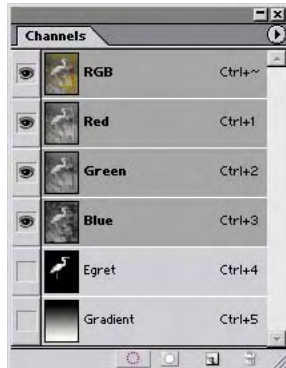 Channels
RGB Ctrl+~
Red Ctrl+1
Green Ctrl+2
Blue Ctrl+3
Egret Ctrl+4
Gradient Ctrl+5